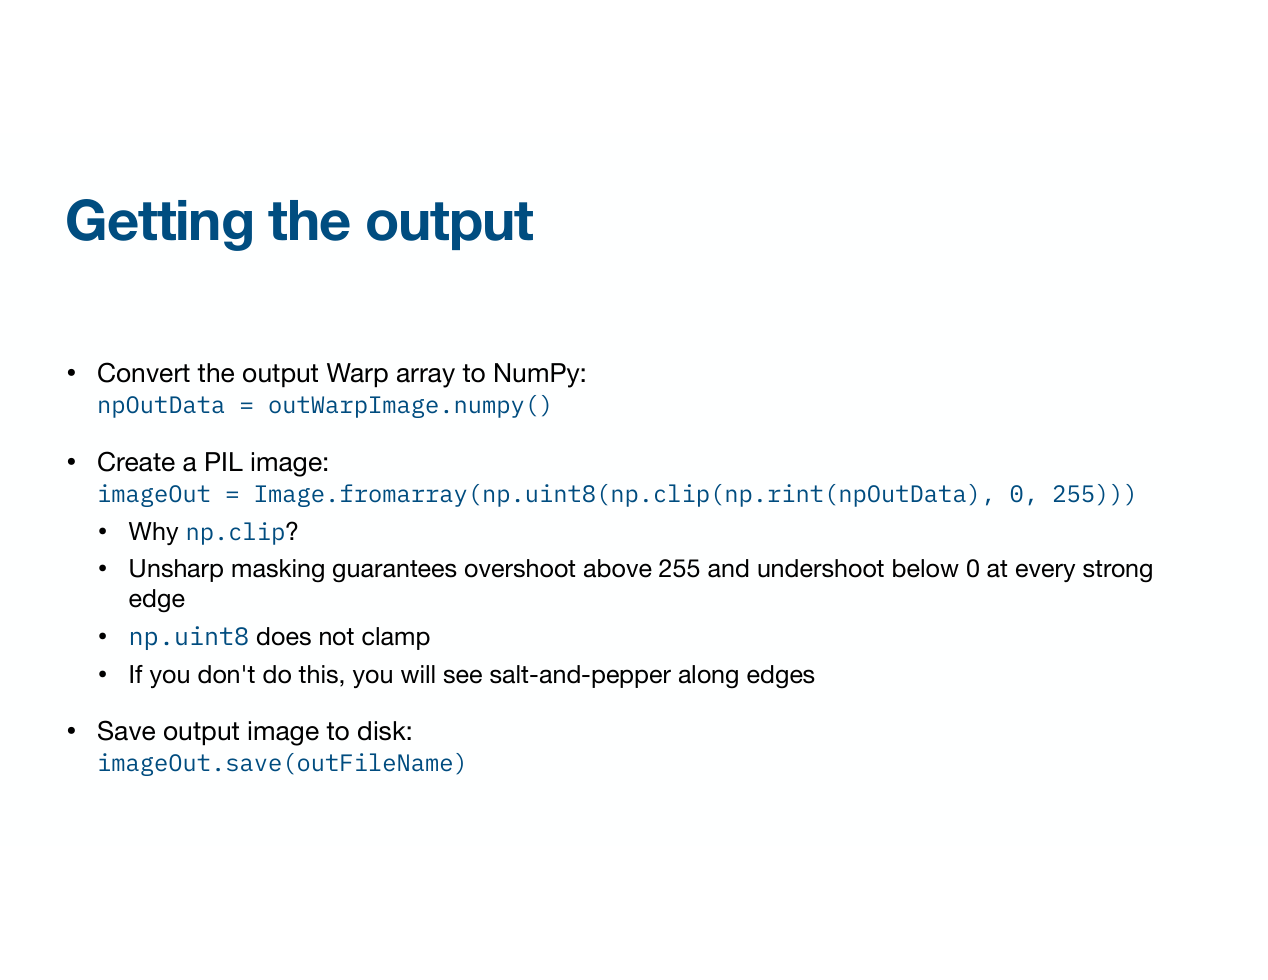 Getting the output
• Convert the output Warp array to NumPy:
npOutData = outWarpImage.numpy()
• Create a PIL image:
imageOut = Image.fromarray(np.uint8(np.clip(np.rint(npOutData), 0, 255)))
• Why np.clip?
• Unsharp masking guarantees overshoot above 255 and undershoot below 0 at every strong
edge
• np.uint8 does not clamp
• If you don't do this, you will see salt-and-pepper along edges
• Save output image to disk:
imageOut.save(outFileName)